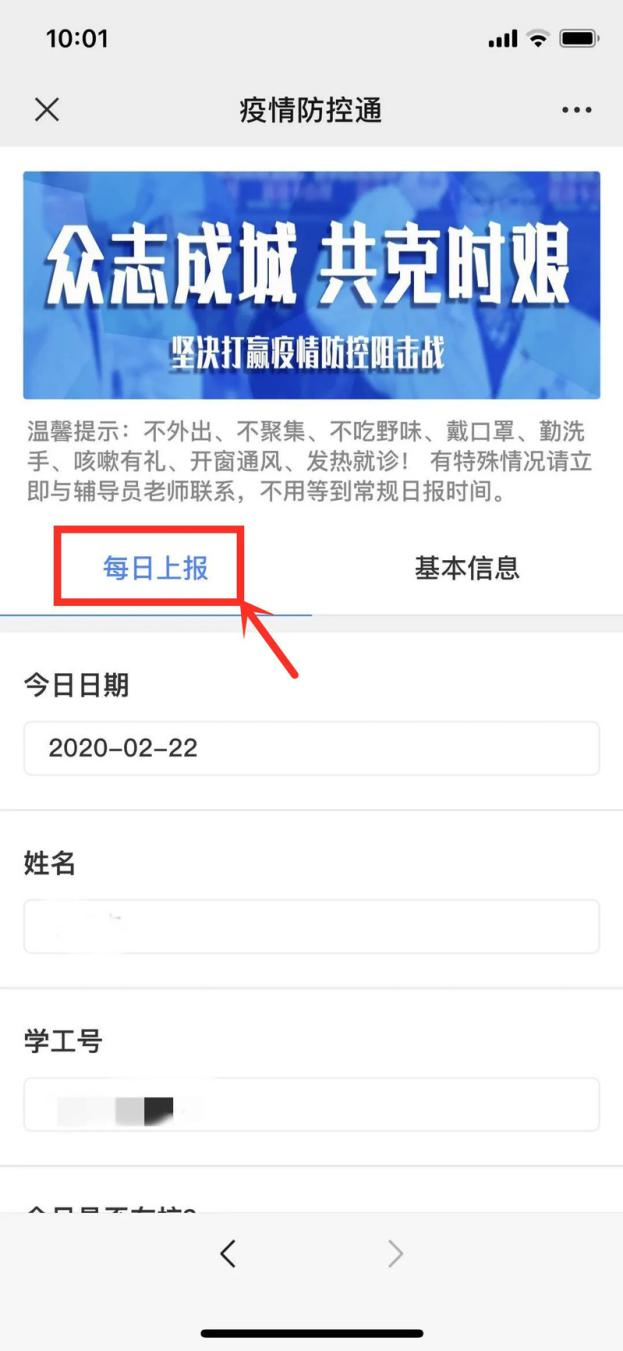 10:01
疫情防控通
众志成城 共克时艰
坚决打赢疫情防控阻击战
温馨提示：不外出、不聚集、不吃野味、戴口罩、勤洗
手、咳嗽有礼、开窗通风、发热就诊！ 有特殊情况请立
即与辅导员老师联系，不用等到常规日报时间。
每日上报 基本信息
今日日期
2020-02-22
姓名
学工号